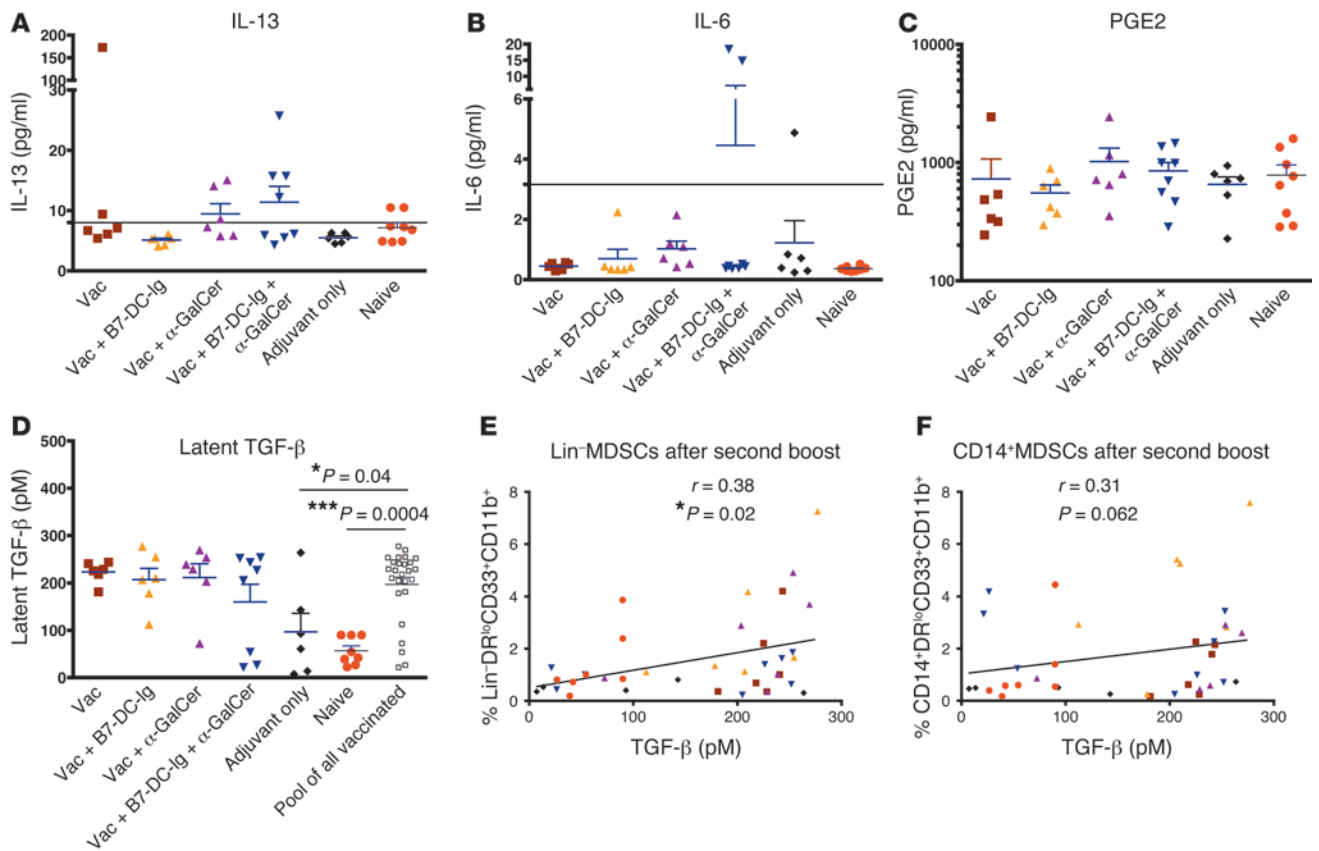 A
IL-13
IL-13 (pg/ml)
200
150
100
30
20
10
0
Vac
Vac + B7-DC-Ig
Vac + α-GalCer
Vac + B7-DC-Ig +
α-GalCer
Adjuvant only
Naive
B
IL-6
IL-6 (pg/ml)
20
15
10
5
6
4
2
0
Vac
Vac + B7-DC-Ig
Vac + α-GalCer
Vac + B7-DC-Ig +
α-GalCer
Adjuvant only
Naive
C
PGE2
PGE2 (pg/ml)
10000
1000
100
Vac
Vac + B7-DC-Ig
Vac + α-GalCer
Vac + B7-DC-Ig +
α-GalCer
Adjuvant only
Naive
D
Latent TGF-β
Latent TGF-β (pM)
500
400
300
200
100
0
*P = 0.04
***P = 0.0004
Vac
Vac + B7-DC-Ig
Vac + α-GalCer
Vac + B7-DC-Ig + α-GalCer
Adjuvant only
Naive
Pool of all vaccinated
E
Lin⁻MDSCs after second boost
r = 0.38
*P = 0.02
% Lin⁻DRˡᵒCD33⁺CD11b⁺
8
6
4
2
0
0
100
200
300
TGF-β (pM)
F
CD14⁺MDSCs after second boost
r = 0.31
P = 0.062
% CD14⁺DRˡᵒCD33⁺CD11b⁺
8
6
4
2
0
0
100
200
300
TGF-β (pM)